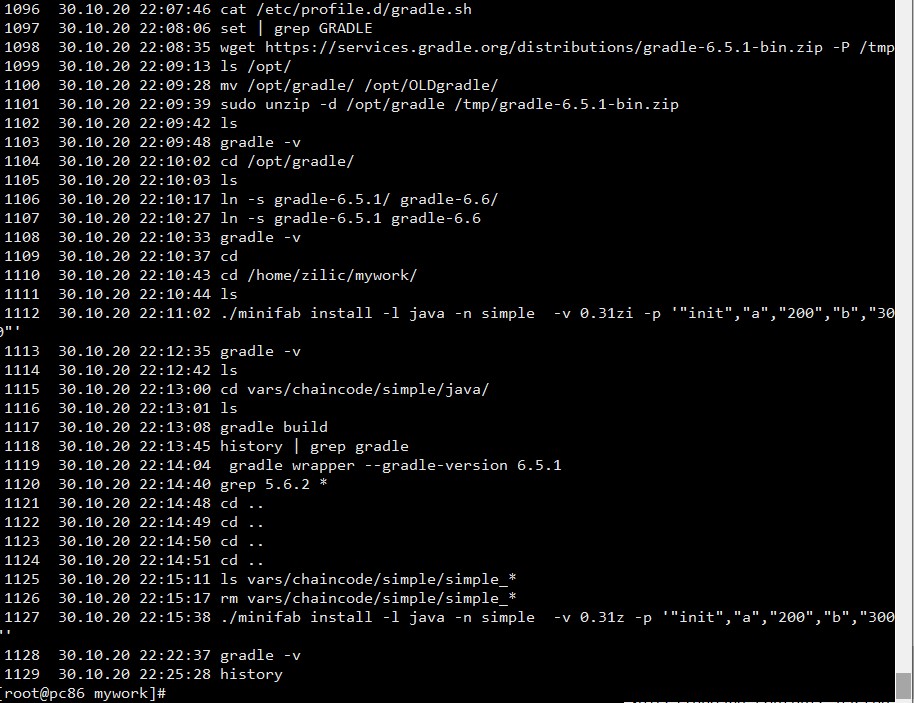 1096  30.10.20 22:07:46 cat /etc/profile.d/gradle.sh
1097  30.10.20 22:08:06 set | grep GRADLE
1098  30.10.20 22:08:35 wget https://services.gradle.org/distributions/gradle-6.5.1-bin.zip -P /tmp
1099  30.10.20 22:09:13 ls /opt/
1100  30.10.20 22:09:28 mv /opt/gradle/ /opt/OLDgradle/
1101  30.10.20 22:09:39 sudo unzip -d /opt/gradle /tmp/gradle-6.5.1-bin.zip
1102  30.10.20 22:09:42 ls
1103  30.10.20 22:09:48 gradle -v
1104  30.10.20 22:10:02 cd /opt/gradle/
1105  30.10.20 22:10:03 ls
1106  30.10.20 22:10:17 ln -s gradle-6.5.1/ gradle-6.6/
1107  30.10.20 22:10:27 ln -s gradle-6.5.1 gradle-6.6
1108  30.10.20 22:10:33 gradle -v
1109  30.10.20 22:10:37 cd
1110  30.10.20 22:10:43 cd /home/zilic/mywork/
1111  30.10.20 22:10:44 ls
1112  30.10.20 22:11:02 ./minifab install -l java -n simple  -v 0.31zi -p '"init","a","200","b","30
0"'
1113  30.10.20 22:12:35 gradle -v
1114  30.10.20 22:12:42 ls
1115  30.10.20 22:13:00 cd vars/chaincode/simple/java/
1116  30.10.20 22:13:01 ls
1117  30.10.20 22:13:08 gradle build
1118  30.10.20 22:13:45 history | grep gradle
1119  30.10.20 22:14:04  gradle wrapper --gradle-version 6.5.1
1120  30.10.20 22:14:40 grep 5.6.2 *
1121  30.10.20 22:14:48 cd ..
1122  30.10.20 22:14:49 cd ..
1123  30.10.20 22:14:50 cd ..
1124  30.10.20 22:14:51 cd ..
1125  30.10.20 22:15:11 ls vars/chaincode/simple/simple_*
1126  30.10.20 22:15:17 rm vars/chaincode/simple/simple_*
1127  30.10.20 22:15:38 ./minifab install -l java -n simple  -v 0.31z -p '"init","a","200","b","300
"'
1128  30.10.20 22:22:37 gradle -v
1129  30.10.20 22:25:28 history
[root@pc86 mywork]#